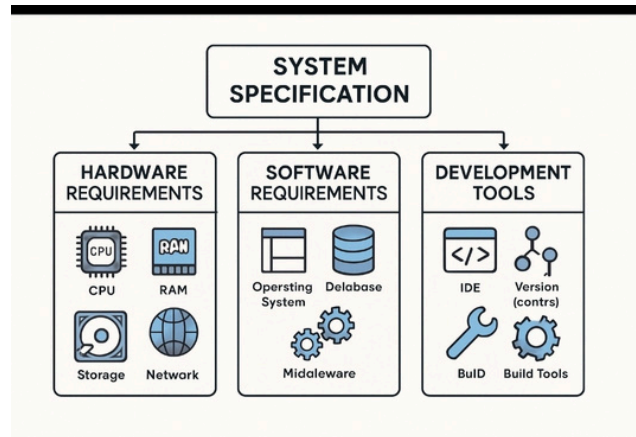 SYSTEM
SPECIFICATION
HARDWARE
REQUIREMENTS
CPU
RAM
CPU
RAM
Storage
Network
SOFTWARE
REQUIREMENTS
Operating
System
Delabase
Midaleware
DEVELOPMENT
TOOLS
</>
IDE
Version
(contrs)
BulD
Build Tools